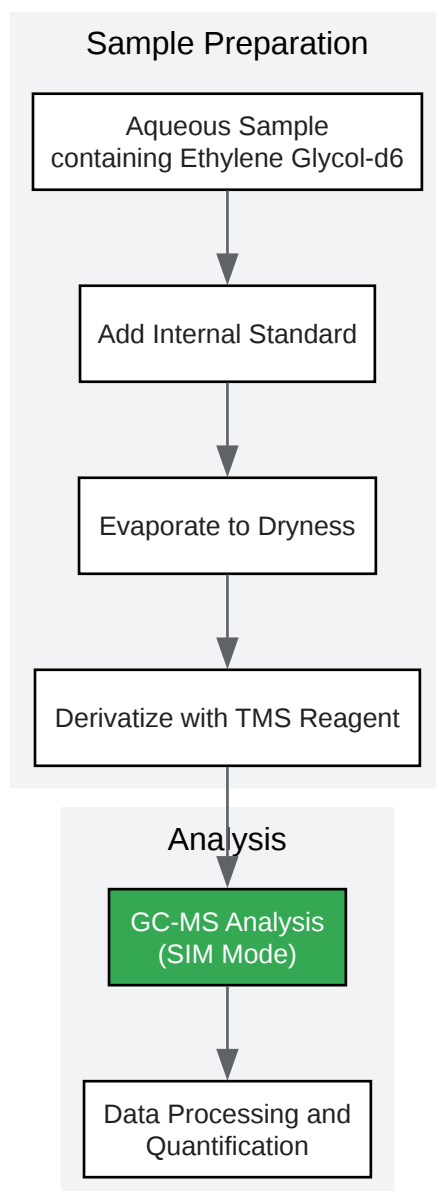 Sample Preparation
Aqueous Sample
containing Ethylene Glycol-d6
Add Internal Standard
Evaporate to Dryness
Derivatize with TMS Reagent
Analysis
GC-MS Analysis
(SIM Mode)
Data Processing and
Quantification